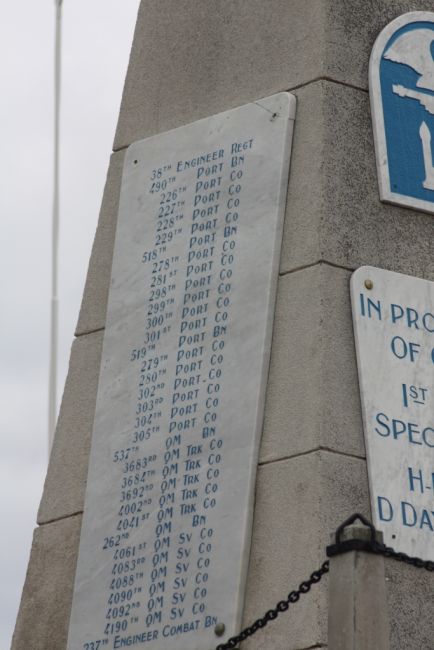 38TH ENGINEER REGT
490TH PORT BN
226TH PORT CO
227TH PORT CO
228TH PORT CO
229TH PORT CO
518TH PORT BN
278TH PORT CO
281ST PORT CO
298TH PORT CO
299TH PORT CO
300TH PORT CO
301ST PORT CO
519TH PORT BN
279TH PORT CO
280TH PORT CO
302ND PORT CO
303RD PORT CO
304TH PORT CO
305TH PORT CO
537TH QM BN
3683RD QM TRK CO
3684TH QM TRK CO
3692ND QM TRK CO
4002ND QM TRK CO
4041ST QM TRK CO
262ND QM BN
4061ST QM SV CO
4083RD QM SV CO
4088TH QM SV CO
4090TH QM SV CO
4092ND QM SV CO
4190TH QM SV CO
237TH ENGINEER COMBAT BN
IN PRO
OF
1ST
SPEC
H-
D DAY